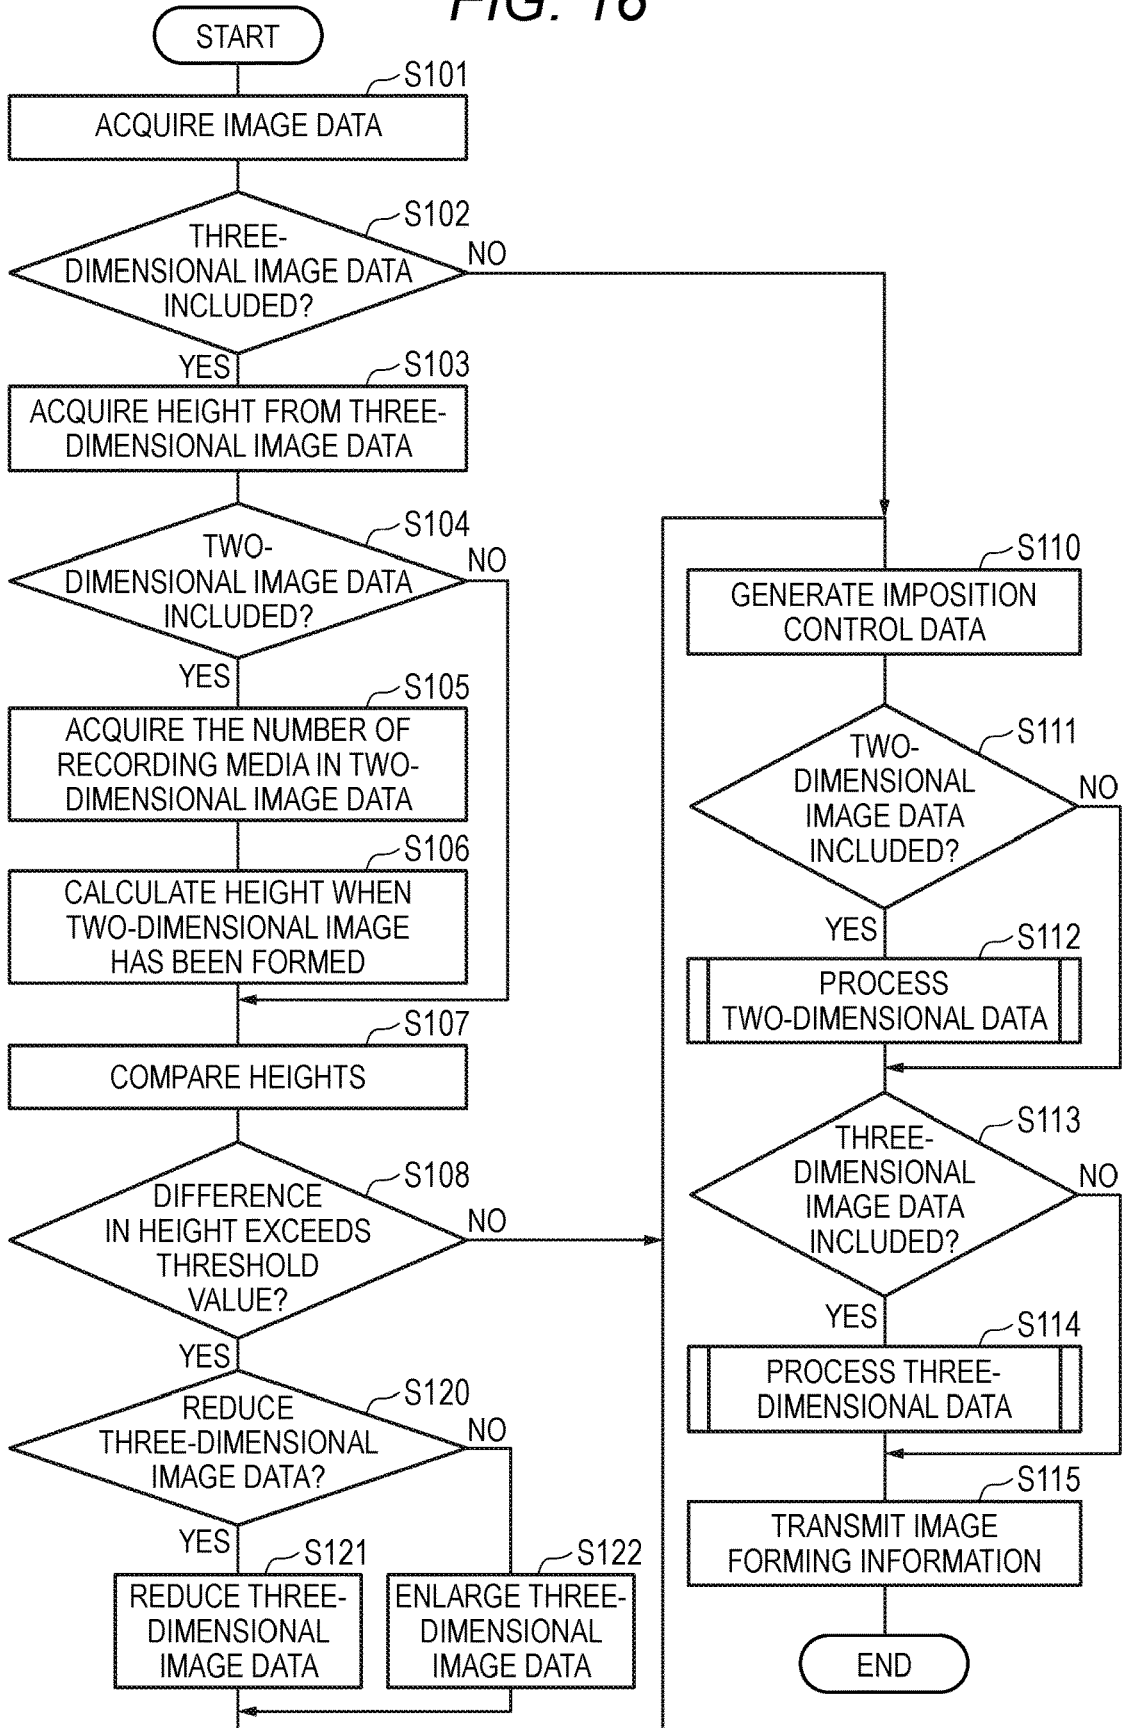 FIG. 16
START
S101
ACQUIRE IMAGE DATA
S102
THREE-
DIMENSIONAL IMAGE DATA
INCLUDED?
NO
YES
S103
ACQUIRE HEIGHT FROM THREE-
DIMENSIONAL IMAGE DATA
S104
TWO-
DIMENSIONAL IMAGE DATA
INCLUDED?
NO
YES
S105
ACQUIRE THE NUMBER OF
RECORDING MEDIA IN TWO-
DIMENSIONAL IMAGE DATA
S106
CALCULATE HEIGHT WHEN
TWO-DIMENSIONAL IMAGE
HAS BEEN FORMED
S107
COMPARE HEIGHTS
S108
DIFFERENCE
IN HEIGHT EXCEEDS
THRESHOLD
VALUE?
NO
YES
S120
REDUCE
THREE-DIMENSIONAL
IMAGE DATA?
NO
YES
S121
REDUCE THREE-
DIMENSIONAL
IMAGE DATA
S122
ENLARGE THREE-
DIMENSIONAL
IMAGE DATA
S110
GENERATE IMPOSITION
CONTROL DATA
S111
TWO-
DIMENSIONAL
IMAGE DATA
INCLUDED?
NO
YES
S112
PROCESS
TWO-DIMENSIONAL DATA
S113
THREE-
DIMENSIONAL
IMAGE DATA
INCLUDED?
NO
YES
S114
PROCESS THREE-
DIMENSIONAL DATA
S115
TRANSMIT IMAGE
FORMING INFORMATION
END